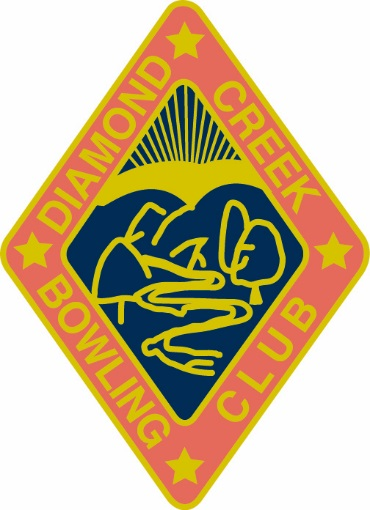 DIAMOND
CREEK
BOWLING
CLUB